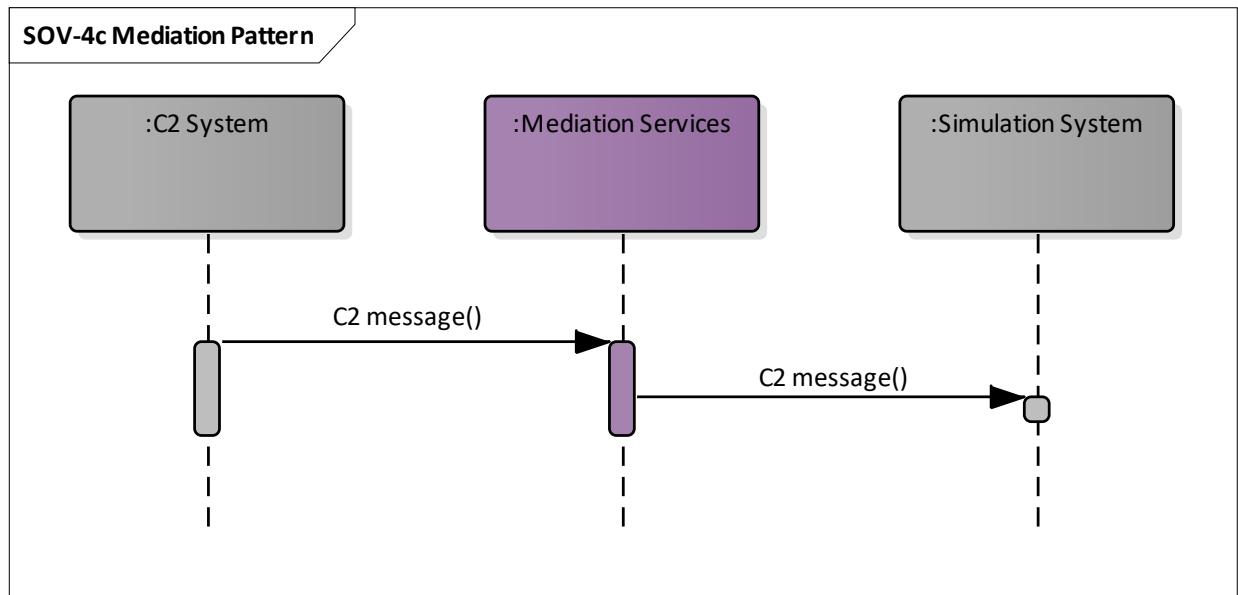 SOV-4c Mediation Pattern
:C2 System
:Mediation Services
:Simulation System
C2 message()
C2 message()